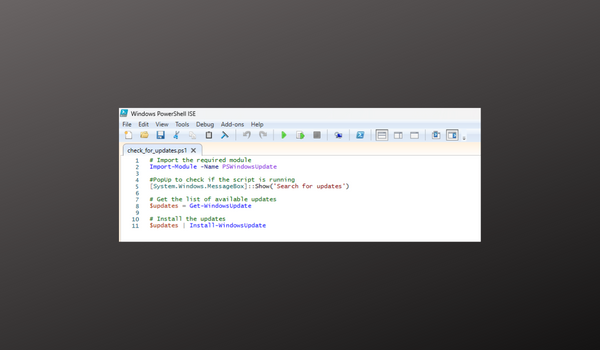 Windows PowerShell ISE
File Edit View Tools Debug Add-ons Help
check_for_updates.ps1 X
1 # Import the required module
2 Import-Module -Name PSWindowsUpdate
3
4 #PopUp to check if the script is running
5 [System.Windows.MessageBox]::Show("Search for updates")
6
7 # Get the list of available updates
8 $updates = Get-WindowsUpdate
9
10 # Install the updates
11 $updates | Install-WindowsUpdate